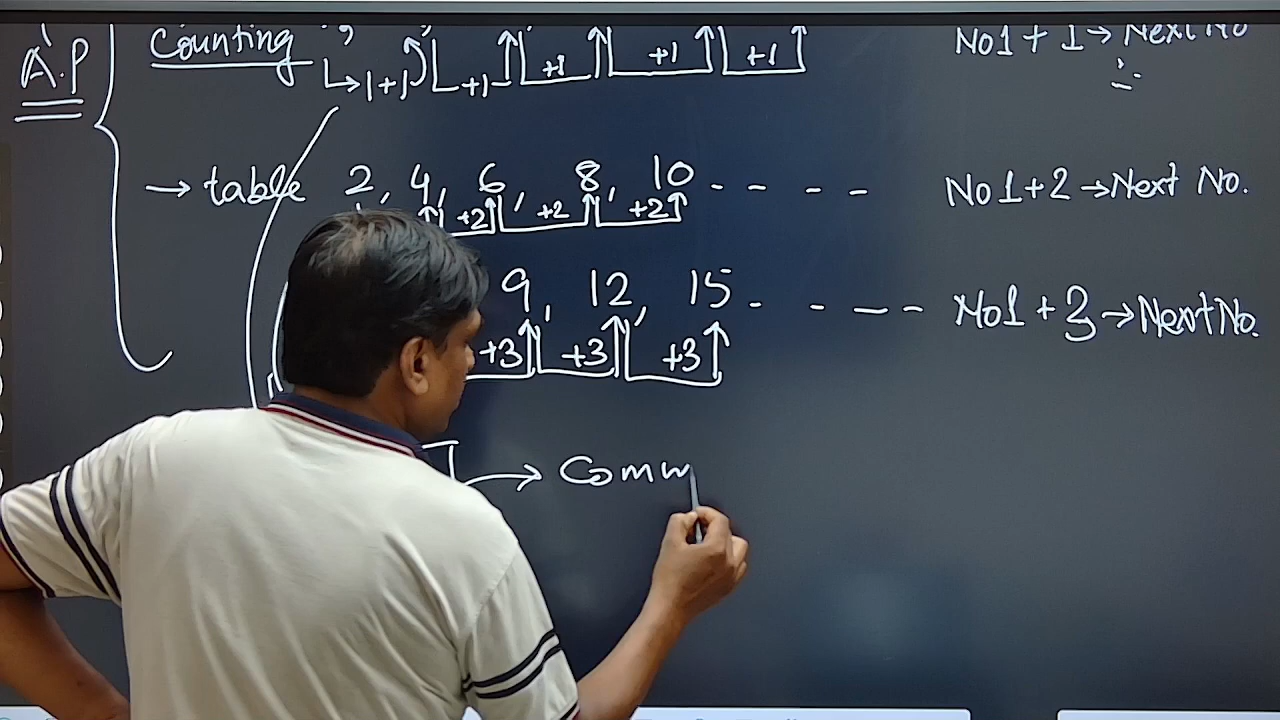 A.P
Counting , +1 +1 +1 +1 No1 + 1 → Next No
↳ 1+1
→ table 2, 4, 6, 8, 10 - - - - No1+2 → Next No.
+2 +2 +2
9, 12, 15 - - - - No1 + 3 → Next No.
+3 +3 +3
→ Comm